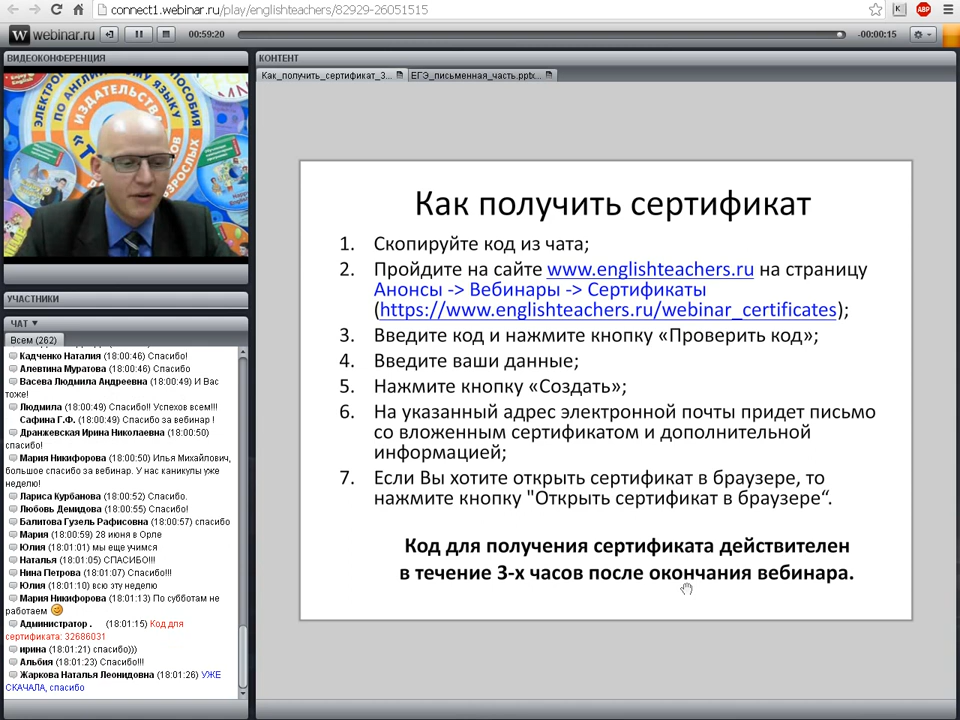 connect1.webinar.ru/play/englishteachers/82929-26051515
webinar.ru
00:59:20
-00:00:15
ВИДЕОКОНФЕРЕНЦИЯ
КОНТЕНТ
Как_получить_сертификат_3...
ЕГЭ_письменная_часть.pptx...
ЭЛЕКТРОН
ПО АНГЛИЙСКОМУ ЯЗЫКУ
ПОСОБИЯ
ИЗДАТЕЛЬСТВ
Как получить сертификат
1. Скопируйте код из чата;
2. Пройдите на сайте www.englishteachers.ru на страницу
Анонсы -> Вебинары -> Сертификаты
(https://www.englishteachers.ru/webinar_certificates);
3. Введите код и нажмите кнопку «Проверить код»;
4. Введите ваши данные;
5. Нажмите кнопку «Создать»;
6. На указанный адрес электронной почты придет письмо
со вложенным сертификатом и дополнительной
информацией;
7. Если Вы хотите открыть сертификат в браузере, то
нажмите кнопку "Открыть сертификат в браузере“.
Код для получения сертификата действителен
в течение 3-х часов после окончания вебинара.
УЧАСТНИКИ
ЧАТ
Всем (262)
Кадченко Наталия (18:00:46) Спасибо!
Алевтина Муратова (18:00:46) Спасибо
Васева Людмила Андреевна (18:00:49) И Вас
тоже!
Людмила (18:00:49) Спасибо!! Успехов всем!!!
Сафина Г.Ф. (18:00:49) Спасибо за вебинар !
Дранжевская Ирина Николаевна (18:00:50)
спасибо!
Мария Никифорова (18:00:50) Илья Михайлович,
большое спасибо за вебинар. У нас каникулы уже
неделю!
Лариса Курбанова (18:00:52) Спасибо.
Любовь Демидова (18:00:55) Спасибо!
Балитова Гузель Рафисовна (18:00:57) спасибо
Мария (18:00:59) 28 июня в Орле
Юлия (18:01:01) мы еще учимся
Наталья (18:01:05) СПАСИБО!!!
Нина Петрова (18:01:07) Спасибо!!!
Юлия (18:01:10) всю эту неделю
Мария Никифорова (18:01:13) По субботам не
работаем
Администратор . (18:01:15) Код для
сертификата: 32686031
ирина (18:01:21) спасибо)))
Альбия (18:01:23) Спасибо!!!
Жаркова Наталья Леонидовна (18:01:26) УЖЕ
СКАЧАЛА, спасибо